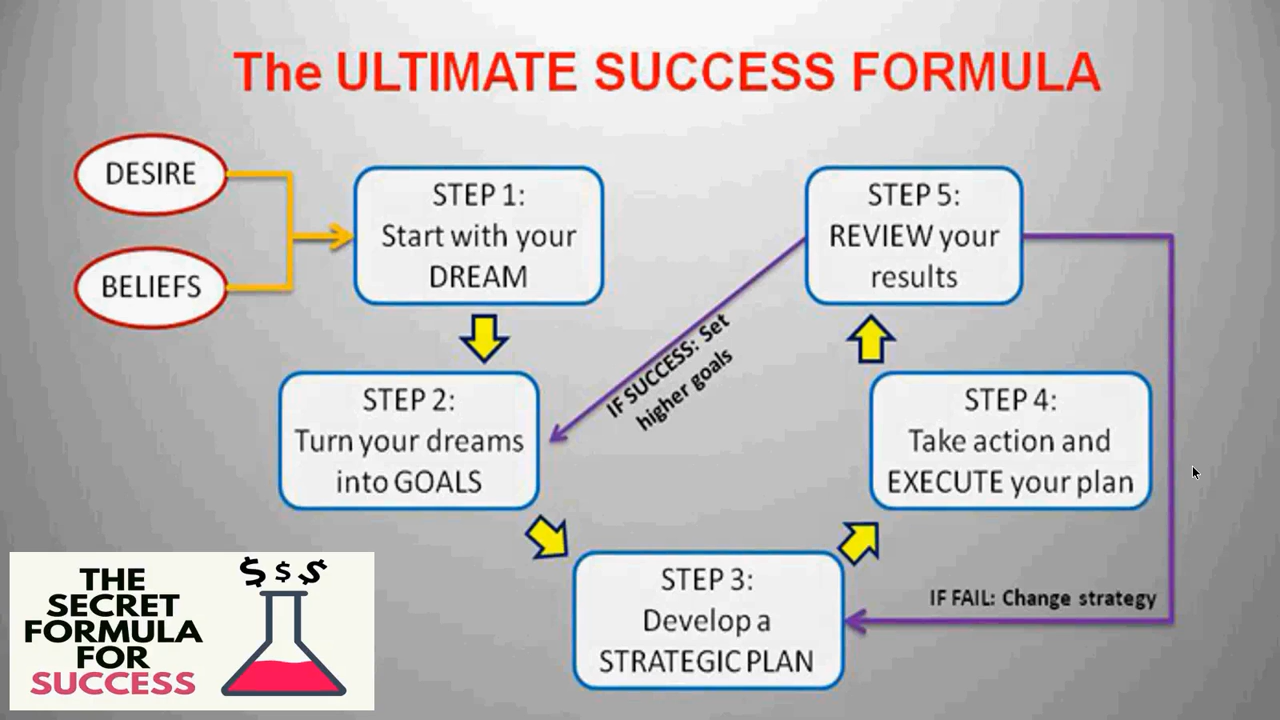 The ULTIMATE SUCCESS FORMULA
DESIRE
BELIEFS
STEP 1:
Start with your
DREAM
STEP 2:
Turn your dreams
into GOALS
STEP 3:
Develop a
STRATEGIC PLAN
STEP 4:
Take action and
EXECUTE your plan
STEP 5:
REVIEW your
results
IF SUCCESS: Set
higher goals
IF FAIL: Change strategy
THE
SECRET
FORMULA
FOR
SUCCESS
$ $ $